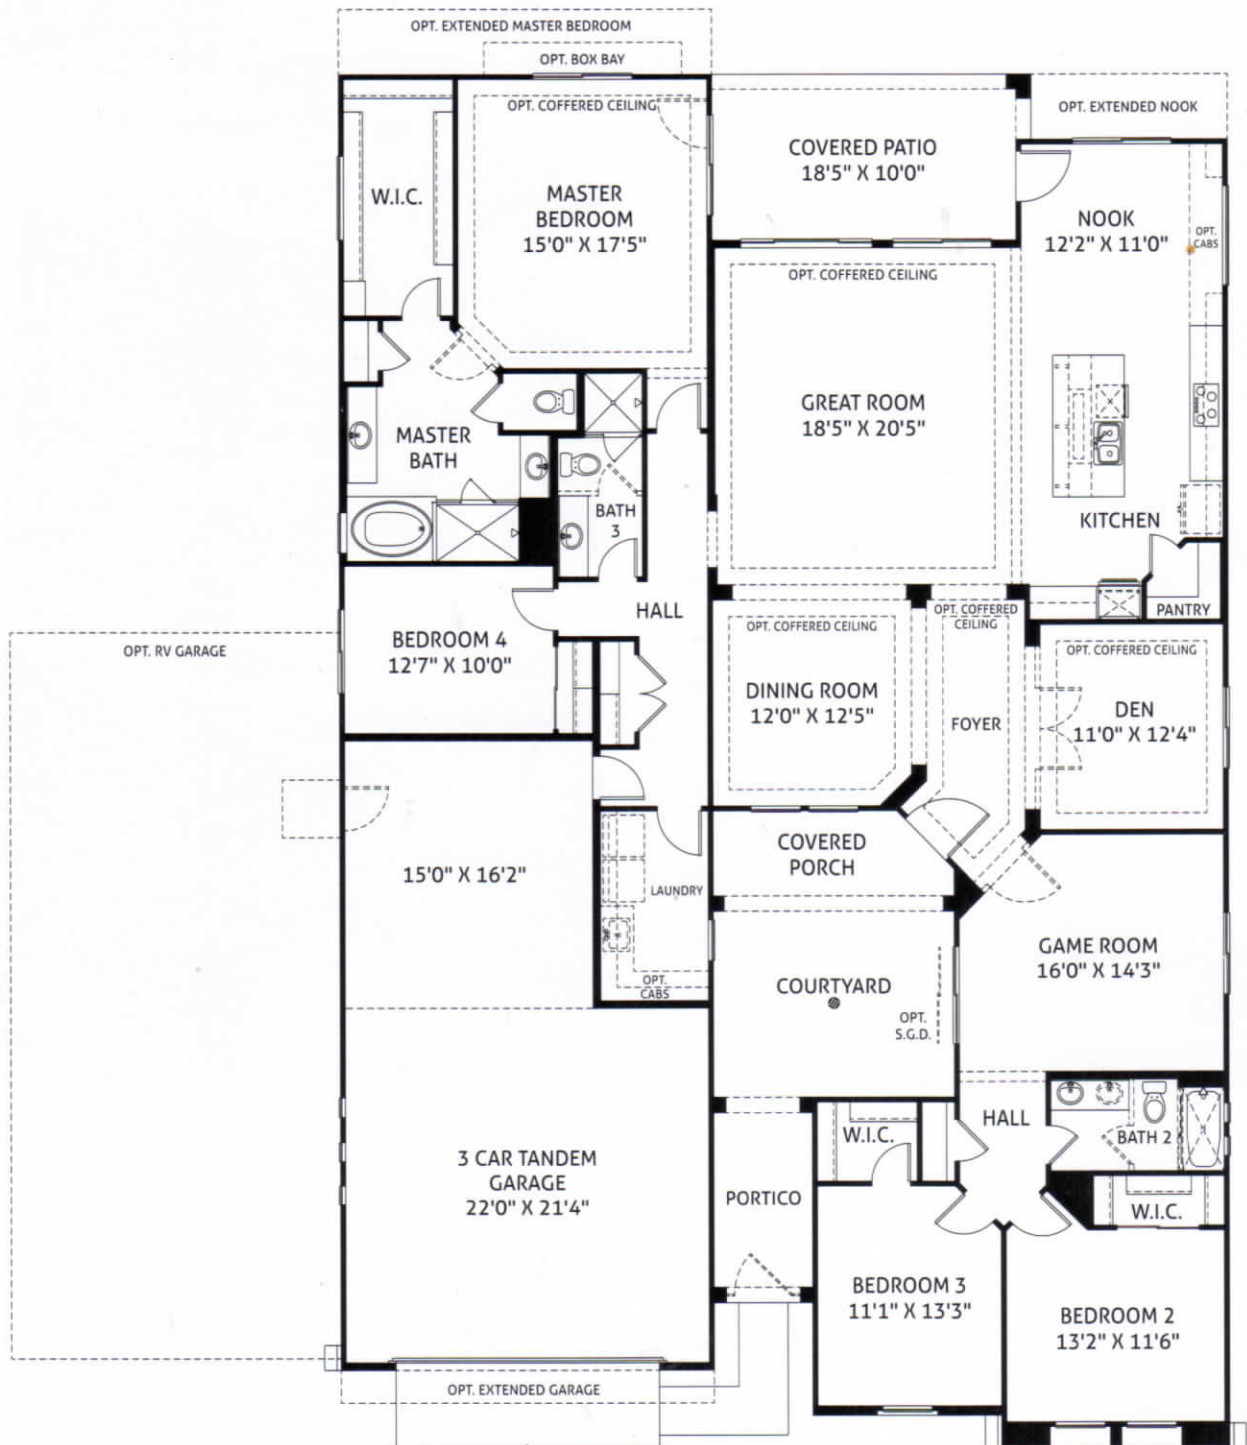 OPT. EXTENDED MASTER BEDROOM
OPT. BOX BAY
OPT. COFFERED CEILING
OPT. EXTENDED NOOK
W.I.C.
MASTER
BEDROOM
15'0" X 17'5"
COVERED PATIO
18'5" X 10'0"
NOOK
12'2" X 11'0"
OPT.
CABS
OPT. COFFERED CEILING
GREAT ROOM
18'5" X 20'5"
MASTER
BATH
BATH
3
KITCHEN
PANTRY
HALL
BEDROOM 4
12'7" X 10'0"
OPT. RV GARAGE
OPT. COFFERED CEILING
DINING ROOM
12'0" X 12'5"
OPT. COFFERED
CEILING
FOYER
OPT. COFFERED CEILING
DEN
11'0" X 12'4"
15'0" X 16'2"
LAUNDRY
OPT.
CABS
COVERED
PORCH
COURTYARD
OPT.
S.G.D.
GAME ROOM
16'0" X 14'3"
3 CAR TANDEM
GARAGE
22'0" X 21'4"
PORTICO
W.I.C.
HALL
BATH 2
W.I.C.
BEDROOM 3
11'1" X 13'3"
BEDROOM 2
13'2" X 11'6"
OPT. EXTENDED GARAGE